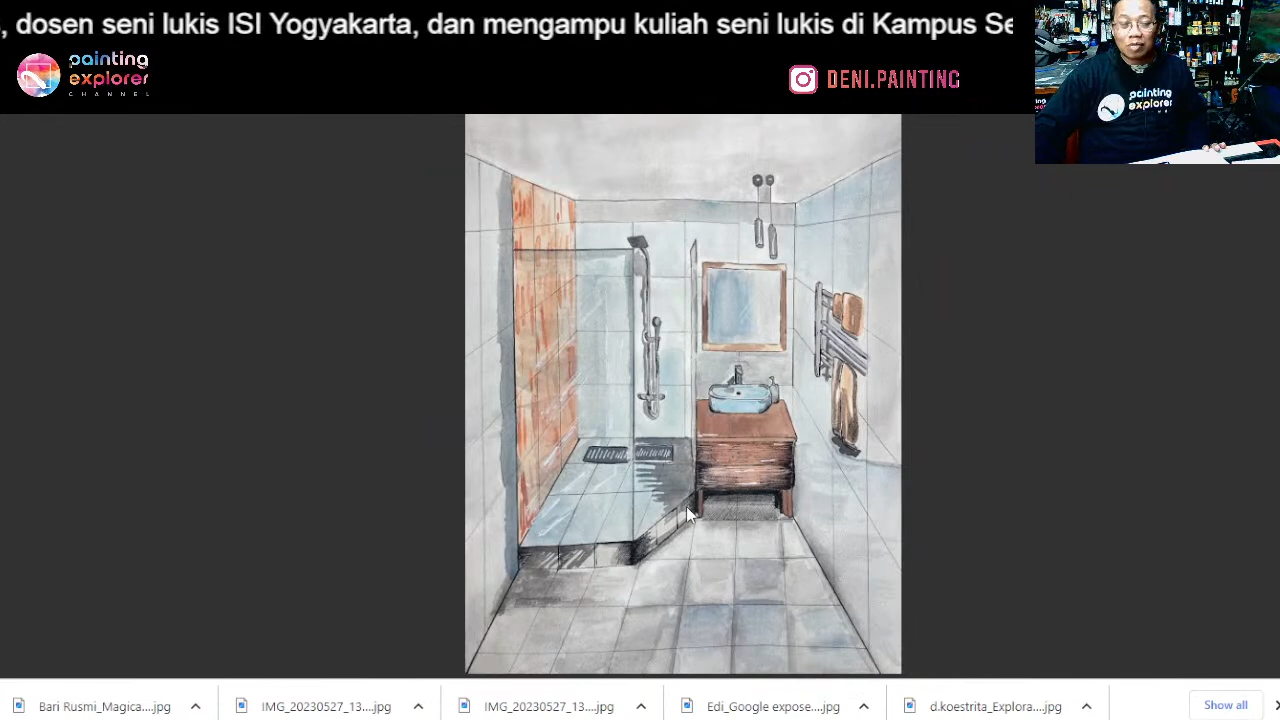 , dosen seni lukis ISI Yogyakarta, dan mengampu kuliah seni lukis di Kampus Se
painting
explorer
CHANNEL
DENI.PAINTING
painting
explorer
Bari Rusmi_Magica....jpg
IMG_20230527_13....jpg
IMG_20230527_13....jpg
Edi_Google expose....jpg
d.koestrita_Explora....jpg
Show all